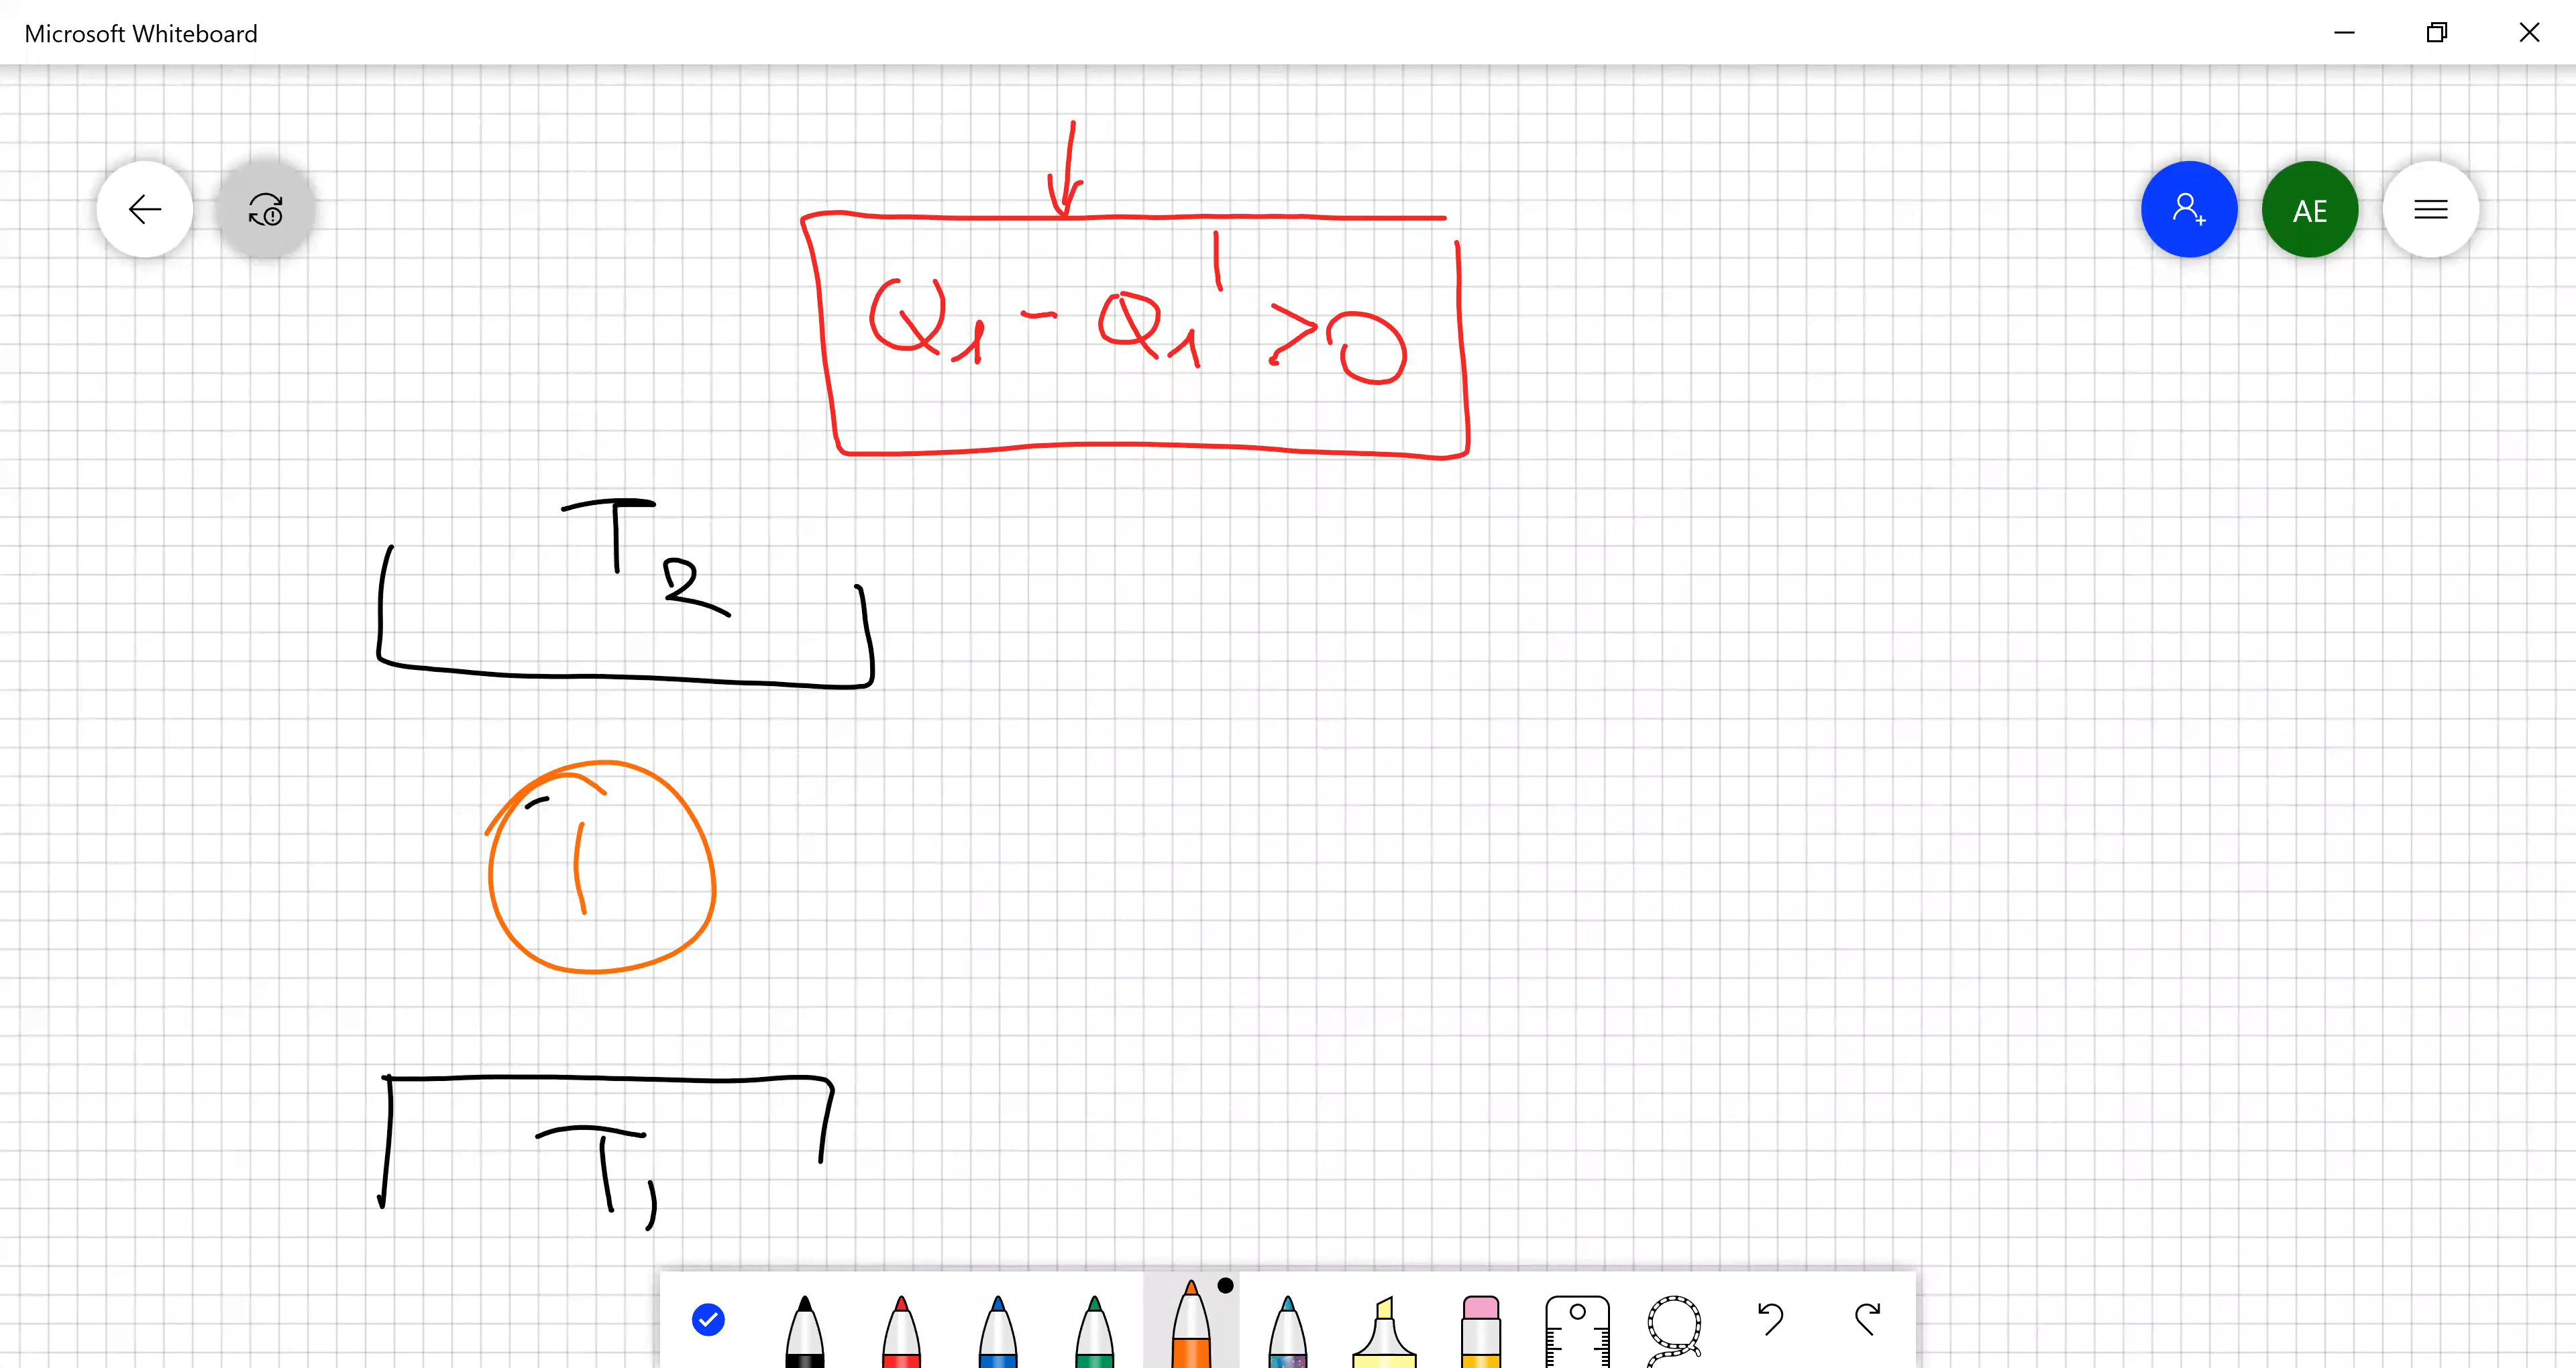 Microsoft Whiteboard
AE
Q₁ - Q₁' > 0
T₂
1
T₁